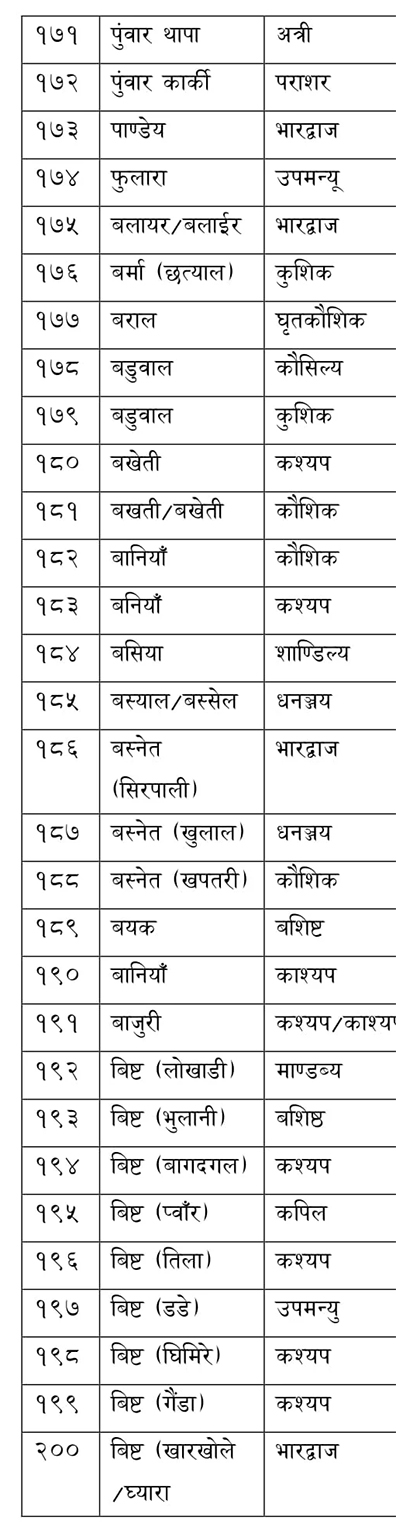 १७१ पुंवार थापा अत्री
१७२ पुंवार कार्की पराशर
१७३ पाण्डेय भारद्वाज
१७४ फुलारा उपमन्यू
१७५ बलायर/बलाईर भारद्वाज
१७६ बर्मा (छत्याल) कुशिक
१७७ बराल घृतकौशिक
१७८ बडुवाल कौसिल्य
१७९ बडुवाल कुशिक
१८० बखेती कश्यप
१८१ बखती/बखेती कौशिक
१८२ बानियाँ कौशिक
१८३ बनियाँ कश्यप
१८४ बसिया शाण्डिल्य
१८५ बस्याल/बस्सेल धनञ्जय
१८६ बस्नेत भारद्वाज
(सिरपाली)
१८७ बस्नेत (खुलाल) धनञ्जय
१८८ बस्नेत (खपतरी) कौशिक
१८९ बयक बशिष्ट
१९० बानियाँ काश्यप
१९१ बाजुरी कश्यप/काश्यप
१९२ बिष्ट (लोखाडी) माण्डब्य
१९३ बिष्ट (भुलानी) बशिष्ठ
१९४ बिष्ट (बागदगल) कश्यप
१९५ बिष्ट (प्वाँर) कपिल
१९६ बिष्ट (तिला) कश्यप
१९७ बिष्ट (डडे) उपमन्यु
१९८ बिष्ट (घिमिरे) कश्यप
१९९ बिष्ट (गैंडा) कश्यप
२०० बिष्ट (खारखोले भारद्वाज
/घ्यारा